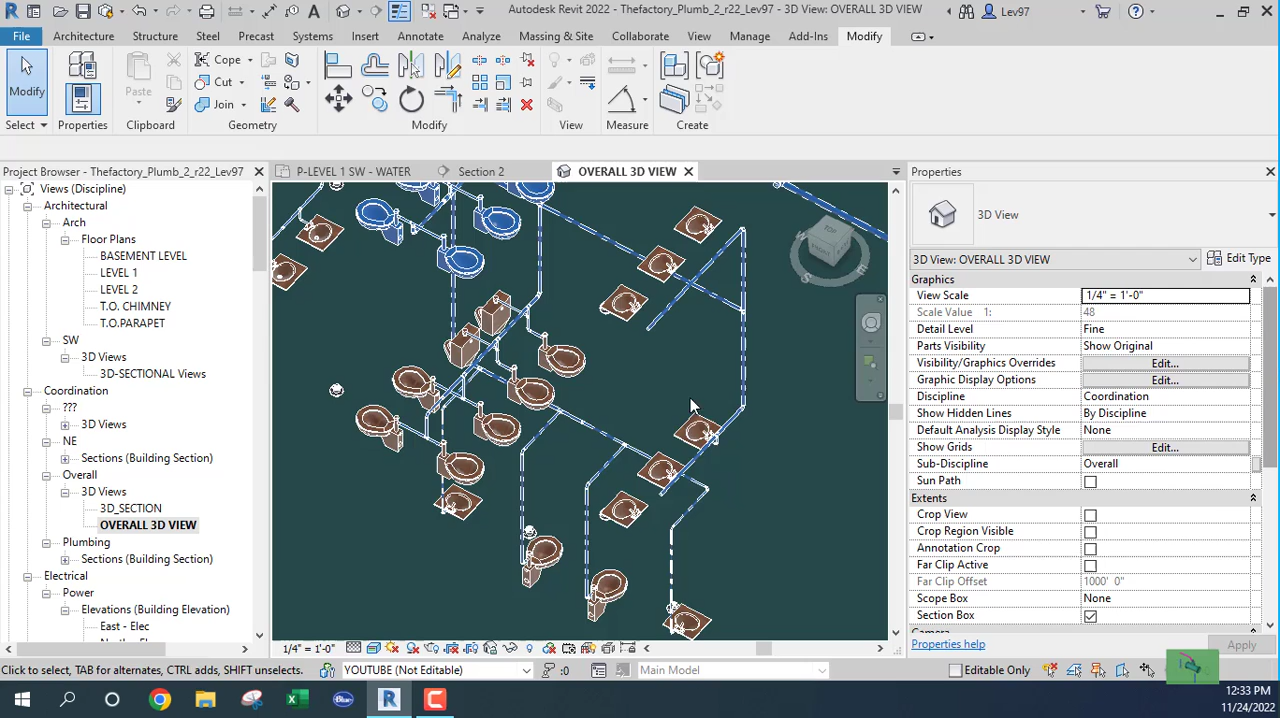 Autodesk Revit 2022 - Thefactory_Plumb_2_r22_Lev97 - 3D View: OVERALL 3D VIEW
Lev97
File Architecture Structure Steel Precast Systems Insert Annotate Analyze Massing & Site Collaborate View Manage Add-Ins Modify
Modify
Select
Properties
Paste
Clipboard
Cope
Cut
Join
Geometry
Modify
View
Measure
Create
Project Browser - Thefactory_Plumb_2_r22_Lev97
P-LEVEL 1 SW - WATER
Section 2
OVERALL 3D VIEW
Properties
Views (Discipline)
Architectural
Arch
Floor Plans
BASEMENT LEVEL
LEVEL 1
LEVEL 2
T.O. CHIMNEY
T.O.PARAPET
SW
3D Views
3D-SECTIONAL Views
Coordination
???
3D Views
NE
Sections (Building Section)
Overall
3D Views
3D_SECTION
OVERALL 3D VIEW
Plumbing
Sections (Building Section)
Electrical
Power
Elevations (Building Elevation)
East - Elec
TOP
W
S
3D View
3D View: OVERALL 3D VIEW
Edit Type
Graphics
View Scale 1/4" = 1'-0"
Scale Value 1: 48
Detail Level Fine
Parts Visibility Show Original
Visibility/Graphics Overrides Edit...
Graphic Display Options Edit...
Discipline Coordination
Show Hidden Lines By Discipline
Default Analysis Display Style None
Show Grids Edit...
Sub-Discipline Overall
Sun Path
Extents
Crop View
Crop Region Visible
Annotation Crop
Far Clip Active
Far Clip Offset 1000' 0"
Scope Box None
Section Box
Camera
Properties help
Apply
1/4" = 1'-0"
Click to select, TAB for alternates, CTRL adds, SHIFT unselects.
YOUTUBE (Not Editable)
:0
Main Model
Editable Only
Blue
12:33 PM
11/24/2022